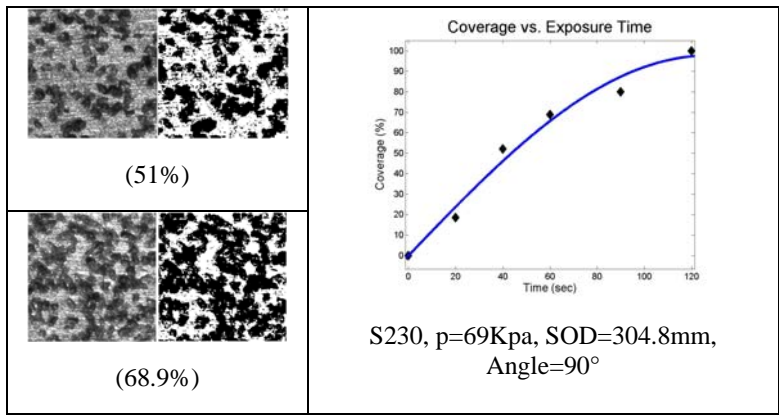 (51%)
(68.9%)
Coverage vs. Exposure Time
Coverage (%)
100
90
80
70
60
50
40
30
20
10
0
0 20 40 60 80 100 120
Time (sec)
S230, p=69Kpa, SOD=304.8mm,
Angle=90°